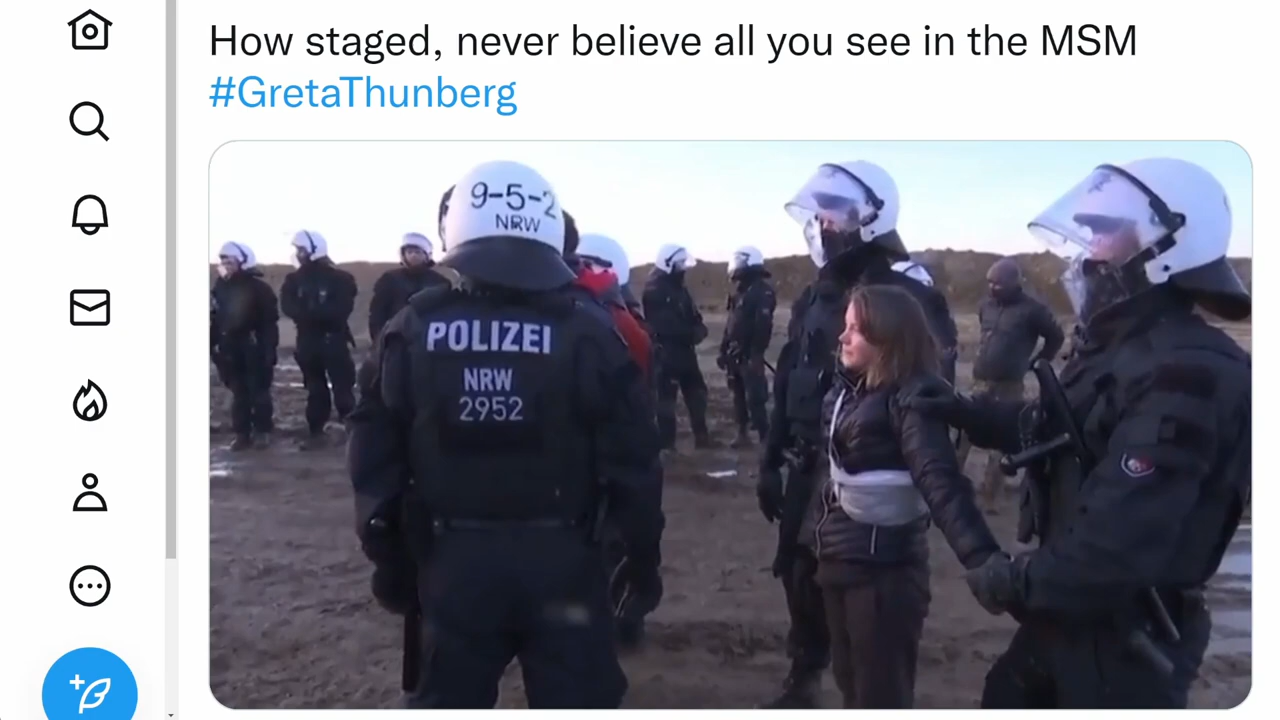 How staged, never believe all you see in the MSM
#GretaThunberg
9-5-2
NRW
POLIZEI
NRW
2952